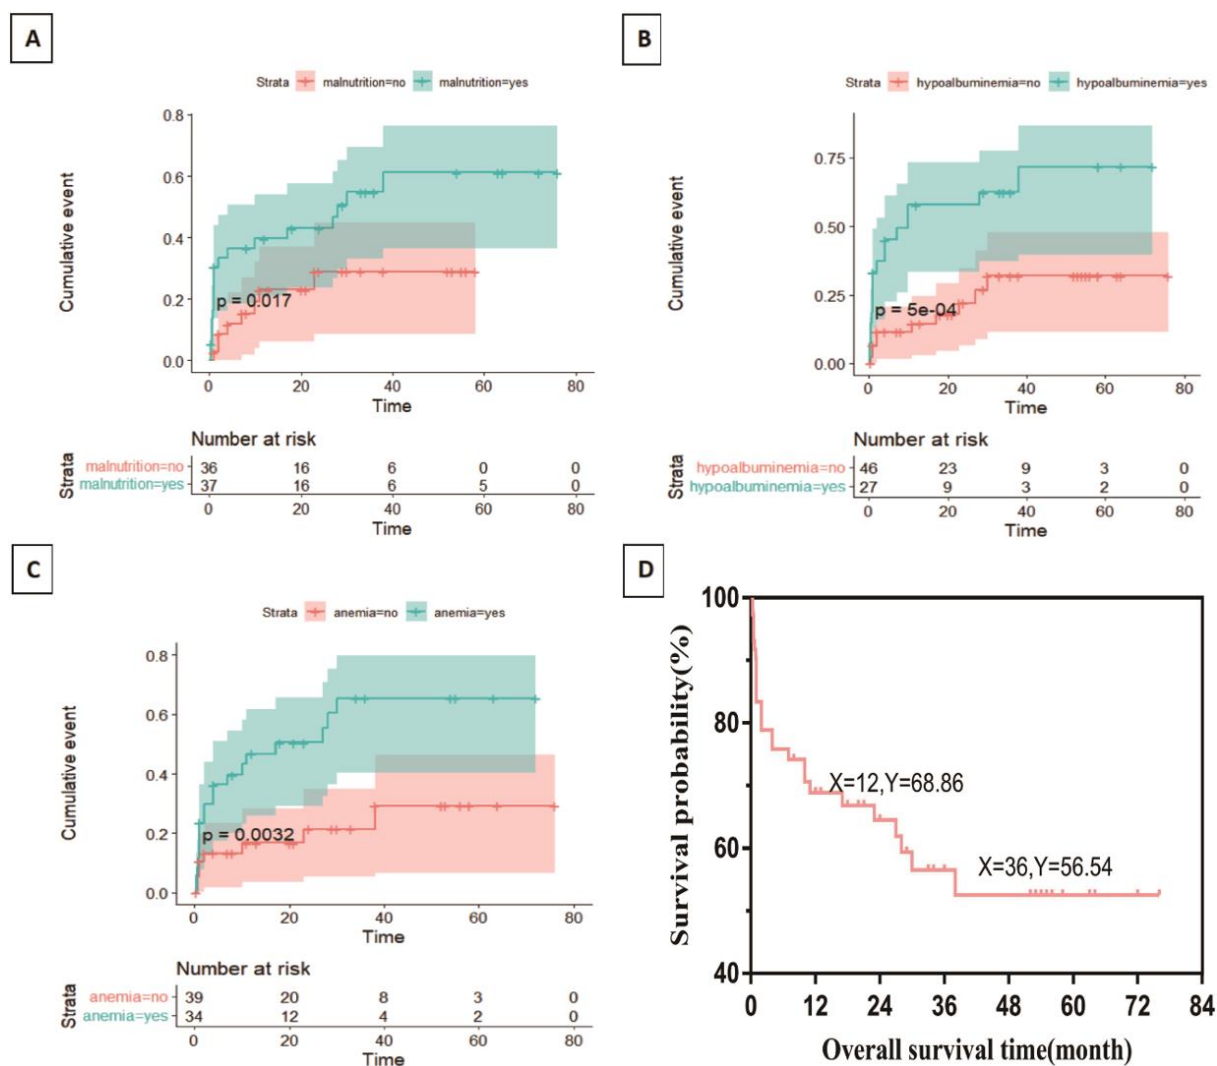 A
Strata malnutrition=no malnutrition=yes
Cumulative event
0.8
0.6
0.4
0.2
0.0
p = 0.017
0 20 40 60 80
Time
Number at risk
Strata
malnutrition=no 36 16 6 0 0
malnutrition=yes 37 16 6 5 0
0 20 40 60 80
Time
B
Strata hypoalbuminemia=no hypoalbuminemia=yes
Cumulative event
0.75
0.50
0.25
0.00
p = 5e-04
0 20 40 60 80
Time
Number at risk
Strata
hypoalbuminemia=no 46 23 9 3 0
hypoalbuminemia=yes 27 9 3 2 0
0 20 40 60 80
Time
C
Strata anemia=no anemia=yes
Cumulative event
0.8
0.6
0.4
0.2
0.0
p = 0.0032
0 20 40 60 80
Time
Number at risk
Strata
anemia=no 39 20 8 3 0
anemia=yes 34 12 4 2 0
0 20 40 60 80
Time
D
Survival probability(%)
100
80
60
40
X=12,Y=68.86
X=36,Y=56.54
0 12 24 36 48 60 72 84
Overall survival time(month)